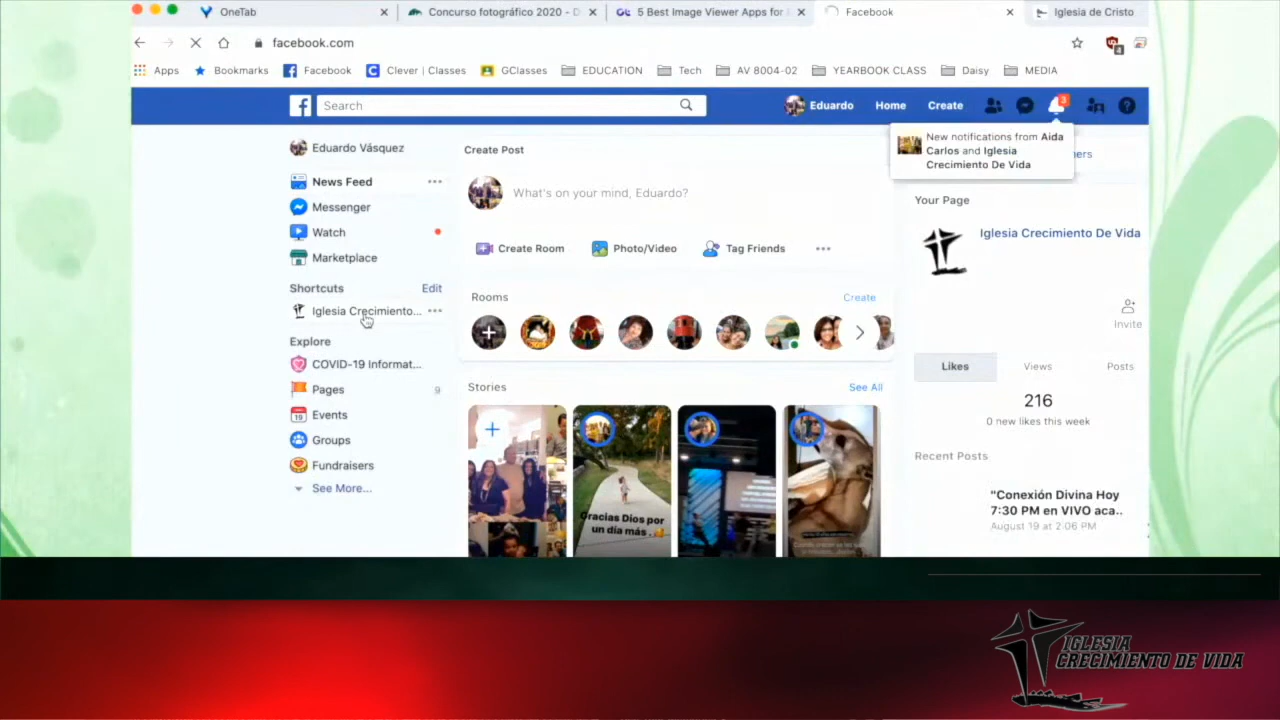 OneTab
Concurso fotográfico 2020 - D
5 Best Image Viewer Apps for
Facebook
Iglesia de Cristo
facebook.com
Apps
Bookmarks
Facebook
Clever | Classes
GClasses
EDUCATION
Tech
AV 8004-02
YEARBOOK CLASS
Daisy
MEDIA
Search
Eduardo
Home
Create
3
New notifications from Aida
Carlos and Iglesia
Crecimiento De Vida
Eduardo Vásquez
News Feed
Messenger
Watch
Marketplace
Shortcuts
Edit
Iglesia Crecimiento...
Explore
COVID-19 Informat...
Pages
9
Events
Groups
Fundraisers
See More...
Create Post
What's on your mind, Eduardo?
Create Room
Photo/Video
Tag Friends
Rooms
Create
Stories
See All
Gracias Dios por
un día más ..
Your Page
Iglesia Crecimiento De Vida
Invite
Likes
Views
Posts
216
0 new likes this week
Recent Posts
"Conexión Divina Hoy
7:30 PM en VIVO aca..
August 19 at 2:06 PM
IGLESIA
CRECIMIENTO DE VIDA